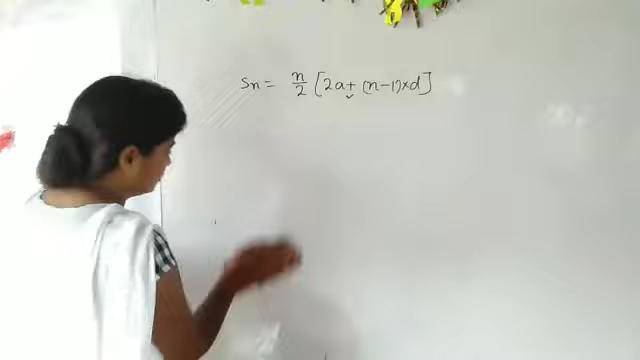 Sn = n/2 [2a + (n-1)×d]